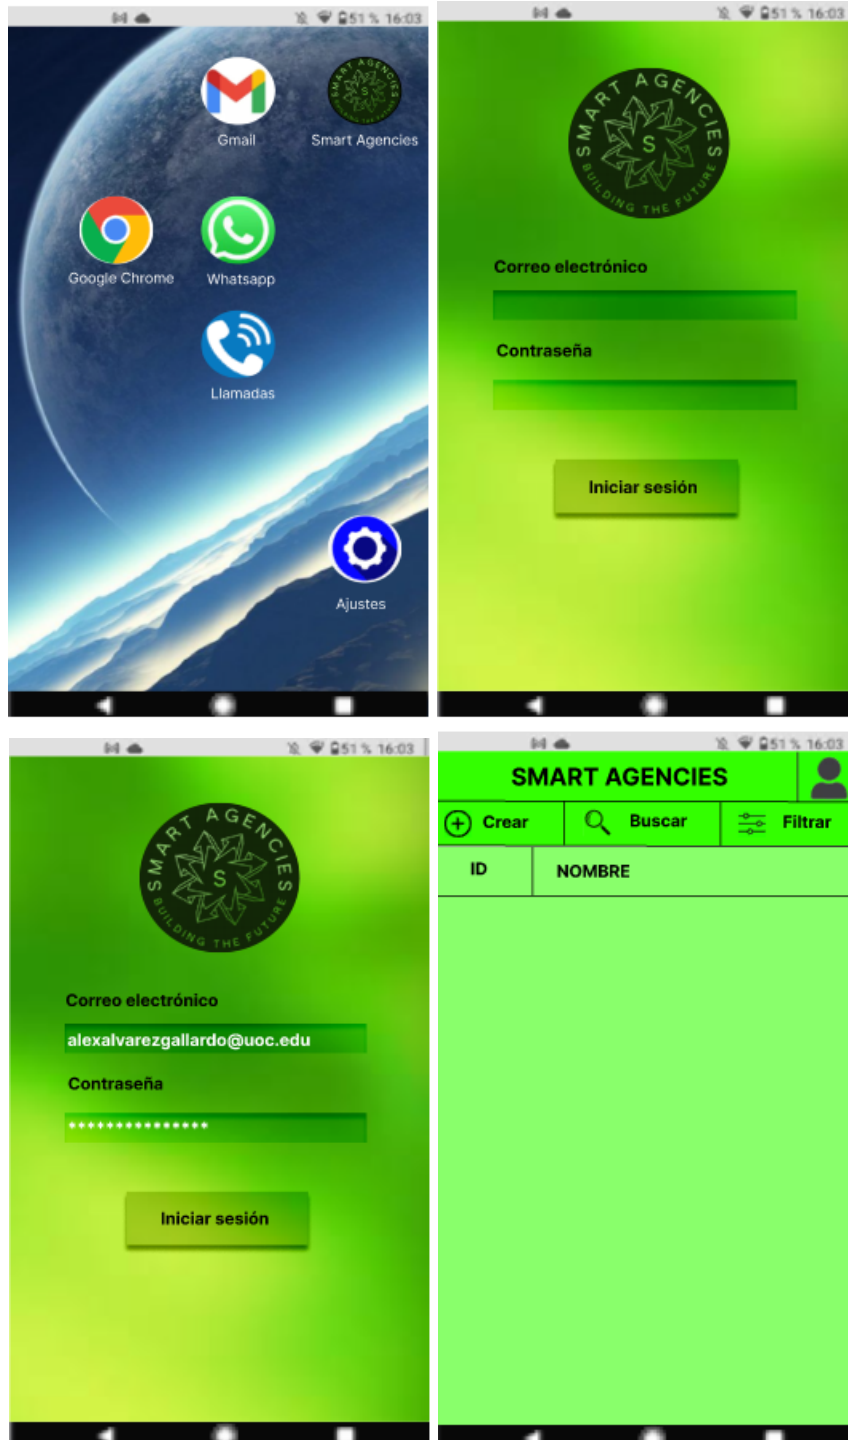 51 % 16:03
Gmail
Smart Agencies
Google Chrome
Whatsapp
Llamadas
Ajustes
51 % 16:03
SMART AGENCIES
S
BUILDING THE FUTURE
Correo electrónico
Contraseña
Iniciar sesión
51 % 16:03
SMART AGENCIES
S
BUILDING THE FUTURE
Correo electrónico
alexalvarezgallardo@uoc.edu
Contraseña
***************
Iniciar sesión
51 % 16:03
SMART AGENCIES
Crear
Buscar
Filtrar
ID
NOMBRE